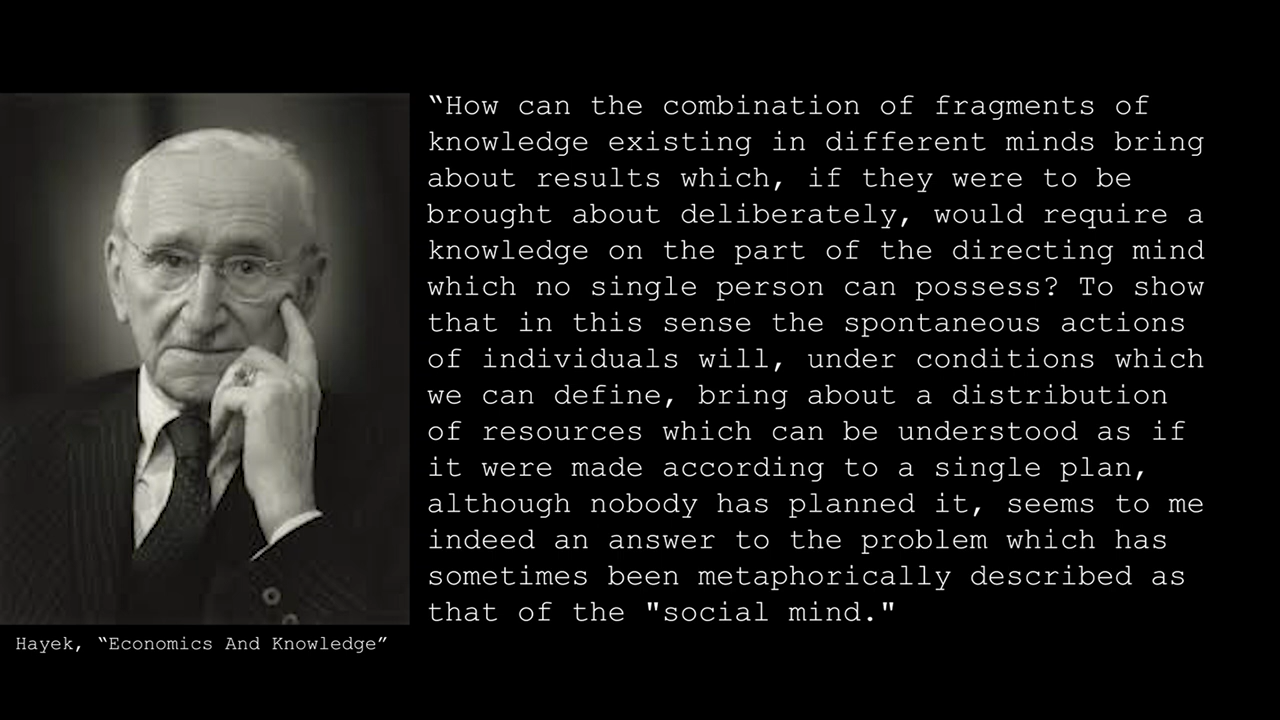 “How can the combination of fragments of
knowledge existing in different minds bring
about results which, if they were to be
brought about deliberately, would require a
knowledge on the part of the directing mind
which no single person can possess? To show
that in this sense the spontaneous actions
of individuals will, under conditions which
we can define, bring about a distribution
of resources which can be understood as if
it were made according to a single plan,
although nobody has planned it, seems to me
indeed an answer to the problem which has
sometimes been metaphorically described as
that of the "social mind."
Hayek, “Economics And Knowledge”